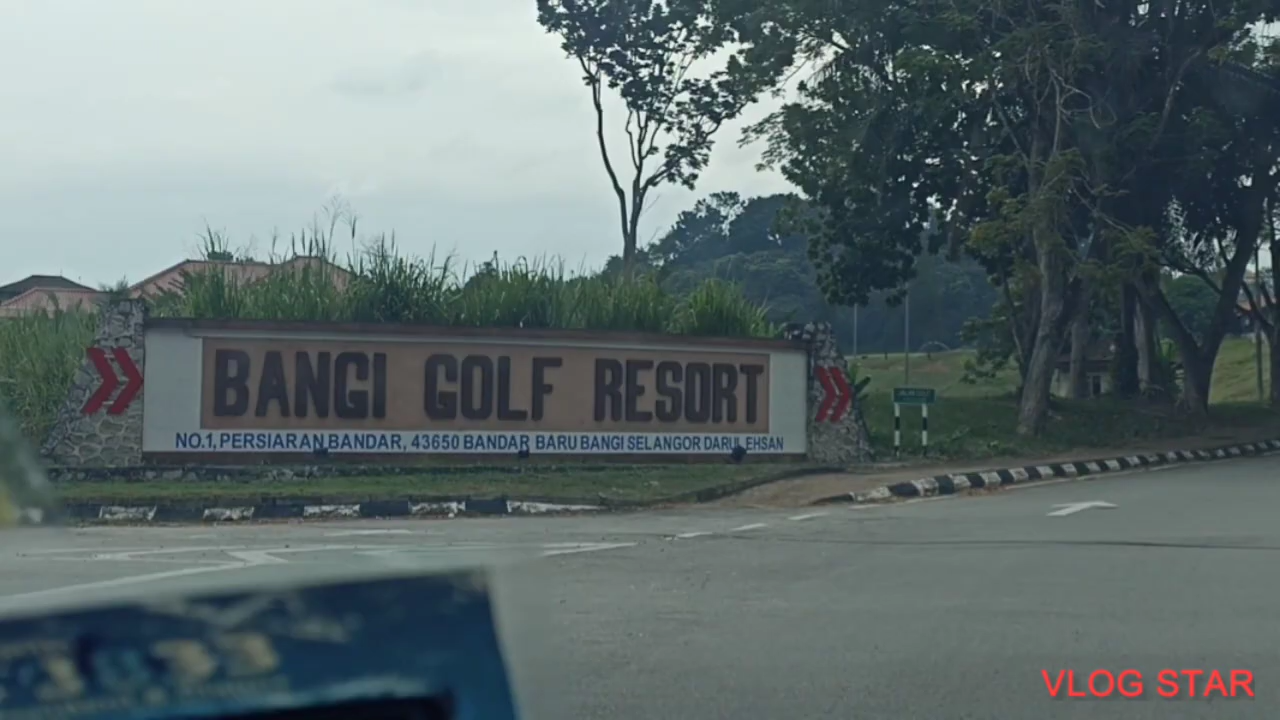 BANGI GOLF RESORT
NO.1, PERSIARAN BANDAR, 43650 BANDAR BARU BANGI SELANGOR DARUL EHSAN
VLOG STAR